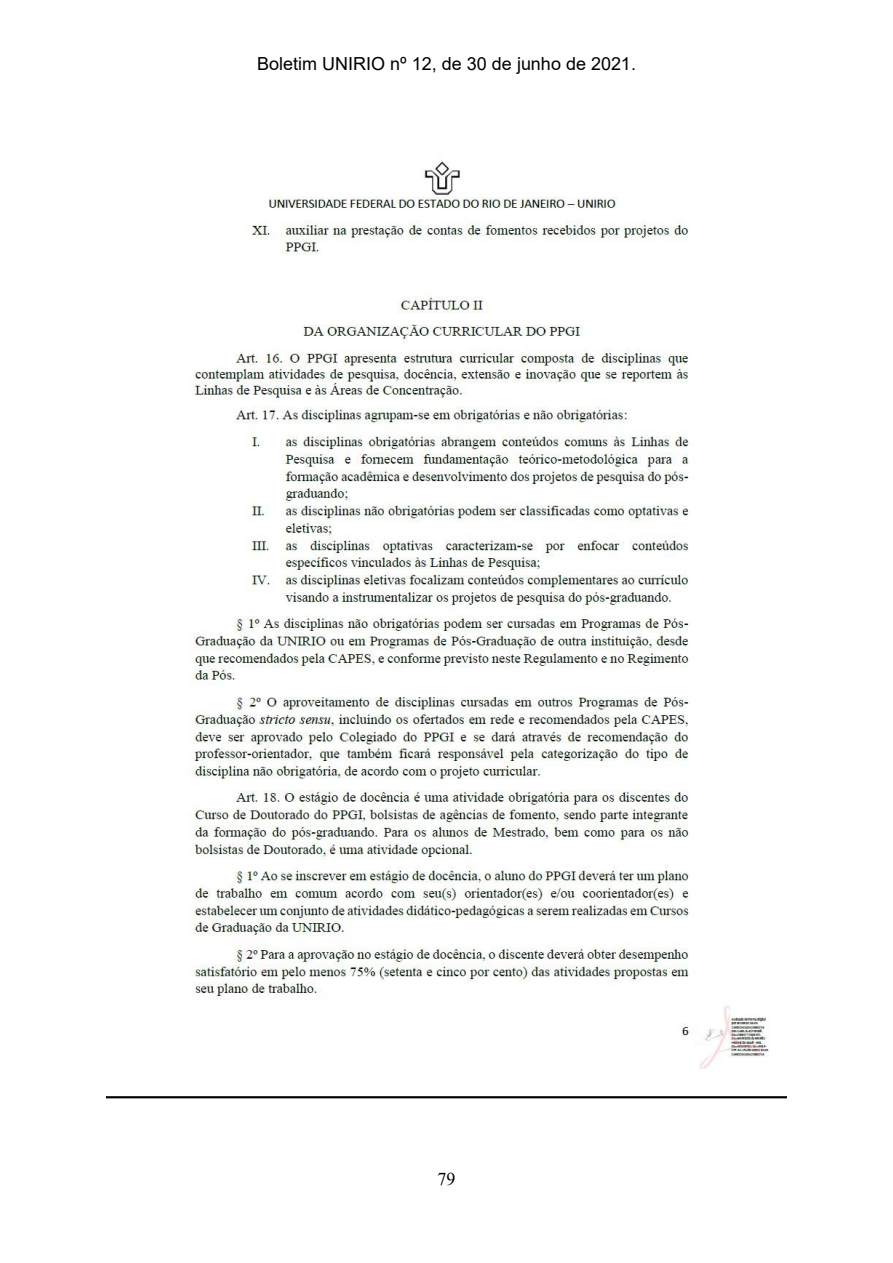 Boletim UNIRIO nº 12, de 30 de junho de 2021.
UNIVERSIDADE FEDERAL DO ESTADO DO RIO DE JANEIRO – UNIRIO
XI. auxiliar na prestação de contas de fomentos recebidos por projetos do
PPGI.
CAPÍTULO II
DA ORGANIZAÇÃO CURRICULAR DO PPGI
Art. 16. O PPGI apresenta estrutura curricular composta de disciplinas que
contemplam atividades de pesquisa, docência, extensão e inovação que se reportem às
Linhas de Pesquisa e às Áreas de Concentração.
Art. 17. As disciplinas agrupam-se em obrigatórias e não obrigatórias:
I. as disciplinas obrigatórias abrangem conteúdos comuns às Linhas de
Pesquisa e fornecem fundamentação teórico-metodológica para a
formação acadêmica e desenvolvimento dos projetos de pesquisa do pós-
graduando;
II. as disciplinas não obrigatórias podem ser classificadas como optativas e
eletivas;
III. as disciplinas optativas caracterizam-se por enfocar conteúdos
específicos vinculados às Linhas de Pesquisa;
IV. as disciplinas eletivas focalizam conteúdos complementares ao currículo
visando a instrumentalizar os projetos de pesquisa do pós-graduando.
§ 1º As disciplinas não obrigatórias podem ser cursadas em Programas de Pós-
Graduação da UNIRIO ou em Programas de Pós-Graduação de outra instituição, desde
que recomendados pela CAPES, e conforme previsto neste Regulamento e no Regimento
da Pós.
§ 2º O aproveitamento de disciplinas cursadas em outros Programas de Pós-
Graduação stricto sensu, incluindo os ofertados em rede e recomendados pela CAPES,
deve ser aprovado pelo Colegiado do PPGI e se dará através de recomendação do
professor-orientador, que também ficará responsável pela categorização do tipo de
disciplina não obrigatória, de acordo com o projeto curricular.
Art. 18. O estágio de docência é uma atividade obrigatória para os discentes do
Curso de Doutorado do PPGI, bolsistas de agências de fomento, sendo parte integrante
da formação do pós-graduando. Para os alunos de Mestrado, bem como para os não
bolsistas de Doutorado, é uma atividade opcional.
§ 1º Ao se inscrever em estágio de docência, o aluno do PPGI deverá ter um plano
de trabalho em comum acordo com seu(s) orientador(es) e/ou coorientador(es) e
estabelecer um conjunto de atividades didático-pedagógicas a serem realizadas em Cursos
de Graduação da UNIRIO.
§ 2º Para a aprovação no estágio de docência, o discente deverá obter desempenho
satisfatório em pelo menos 75% (setenta e cinco por cento) das atividades propostas em
seu plano de trabalho.
6
79